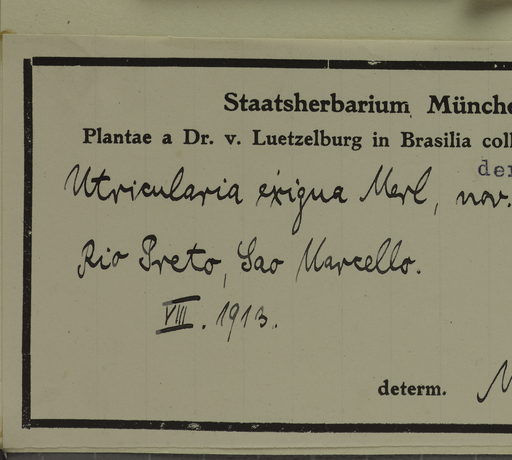 Staatsherbarium Münche
Plantae a Dr. v. Luetzelburg in Brasilia coll
der
Utricularia exigua Merl, nov.
Rio Preto, Sao Marcello.
VIII. 1913.
determ. M